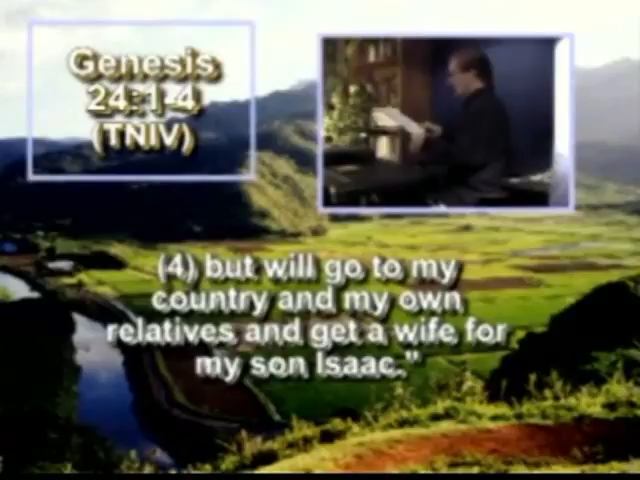 Genesis
24:1-4
(TNIV)
(4) but will go to my
country and my own
relatives and get a wife for
my son Isaac."